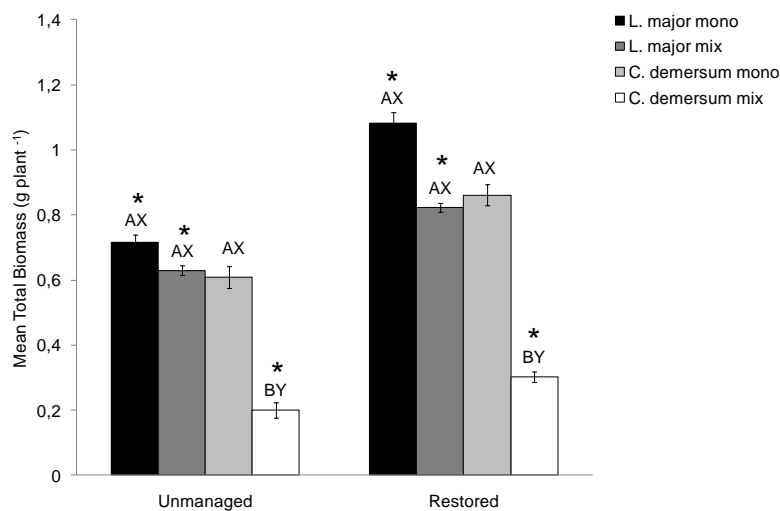 1,4
1,2
1
0,8
0,6
0,4
0,2
0
Mean Total Biomass (g plant -1)
*
AX
*
AX
AX
*
BY
*
AX
*
AX
AX
*
BY
Unmanaged
Restored
L. major mono
L. major mix
C. demersum mono
C. demersum mix